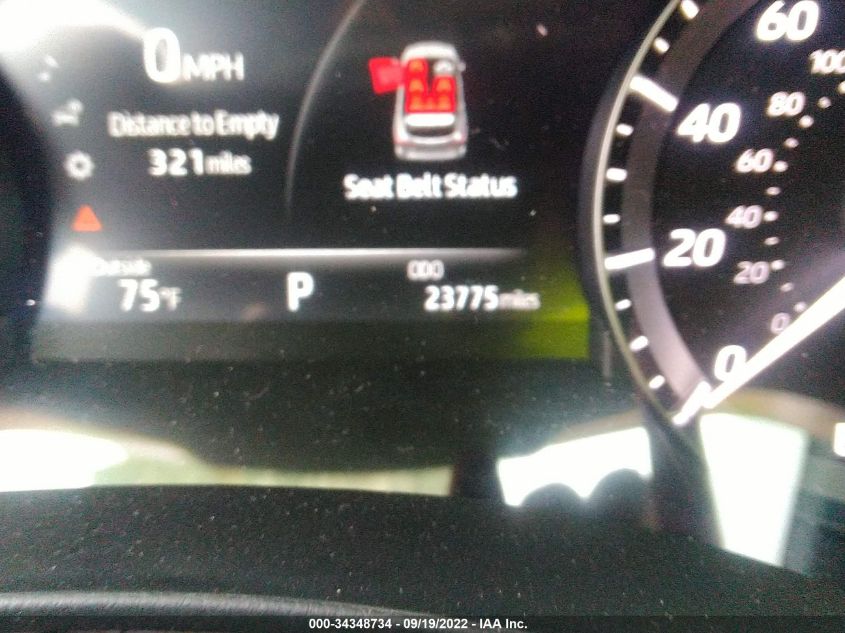 0 MPH
Distance to Empty
321 miles
Seat Belt Status
Outside
75°F
P
ODO
23775 miles
60
40
20
0
100
80
60
40
20
0
000-34348734 - 09/19/2022 - IAA Inc.